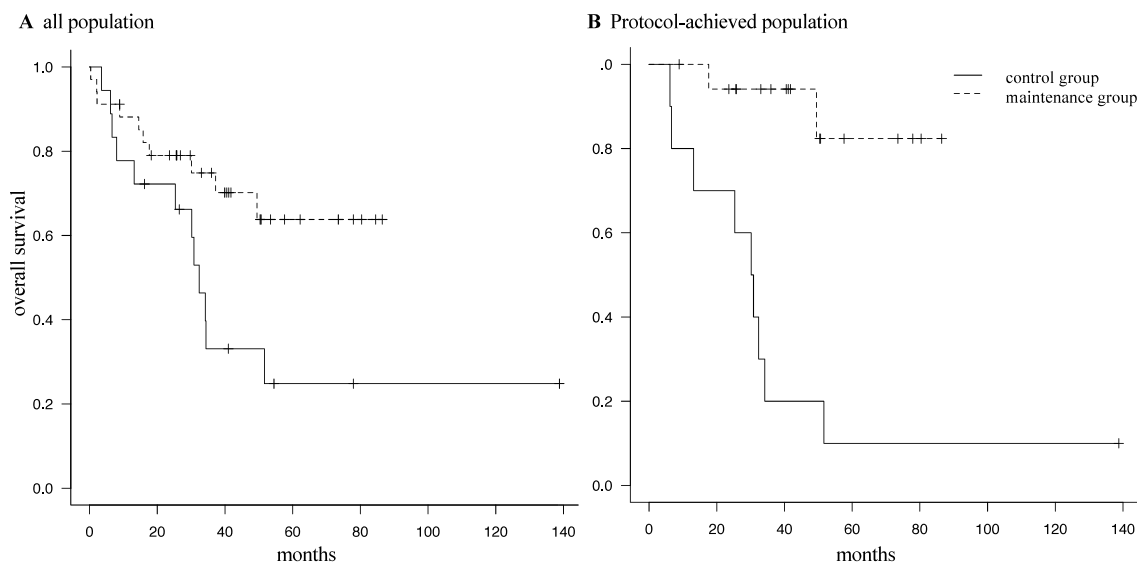 A all population
1.0
0.8
0.6
0.4
0.2
0.0
overall survival
0 20 40 60 80 100 120 140
months
B Protocol-achieved population
.0
0.8
0.6
0.4
0.2
0.0
control group
maintenance group
0 20 40 60 80 100 120 140
months